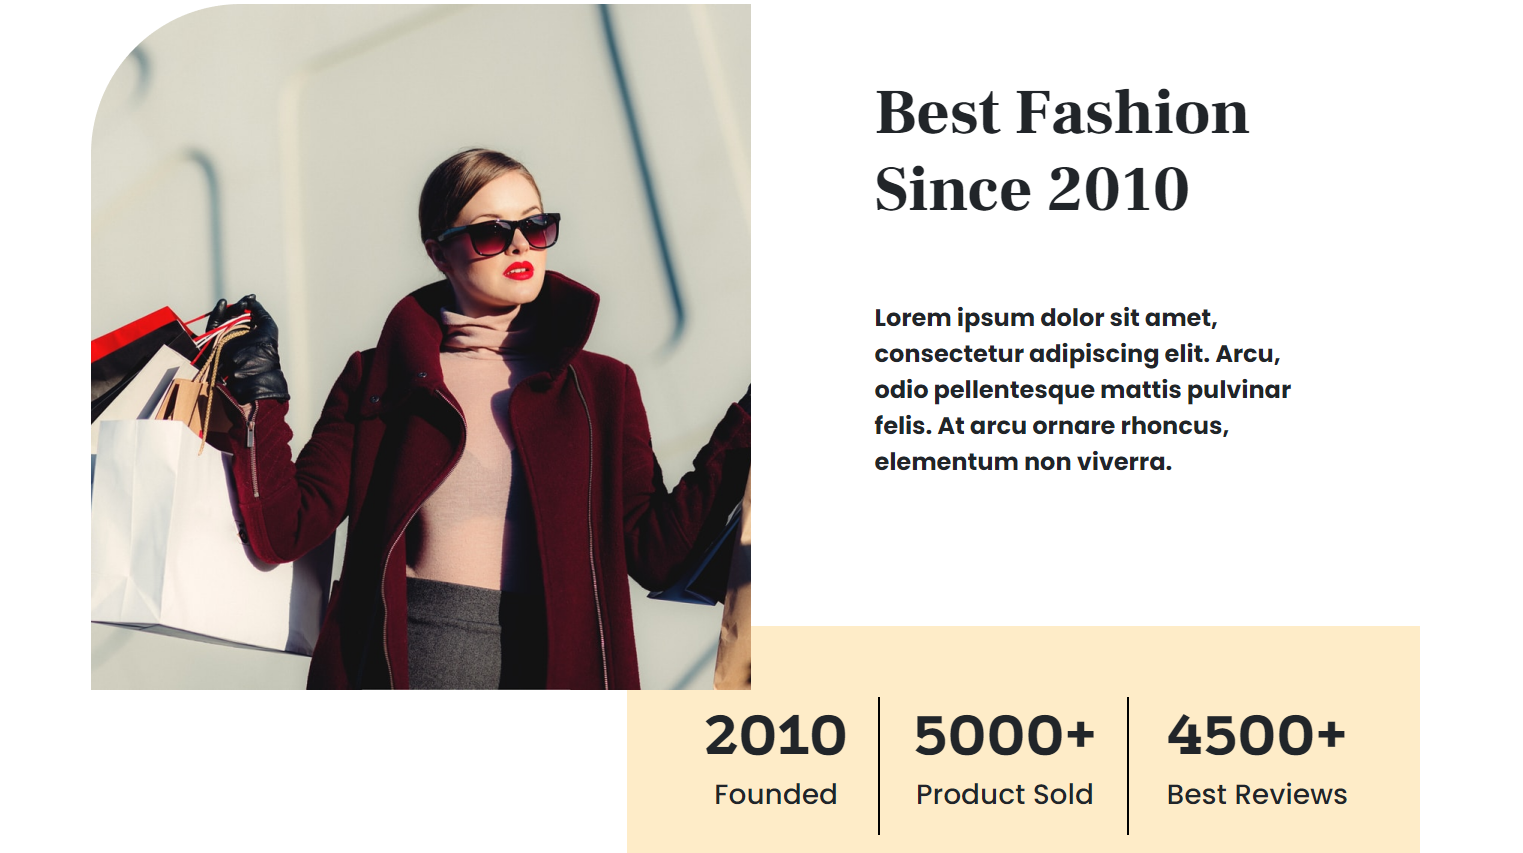 Best Fashion
Since 2010
Lorem ipsum dolor sit amet,
consectetur adipiscing elit. Arcu,
odio pellentesque mattis pulvinar
felis. At arcu ornare rhoncus,
elementum non viverra.
2010
Founded
5000+
Product Sold
4500+
Best Reviews